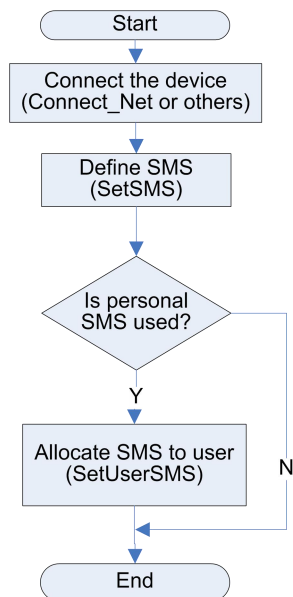 Start
Connect the device
(Connect_Net or others)
Define SMS
(SetSMS)
Is personal
SMS used?
Y
Allocate SMS to user
(SetUserSMS)
N
End